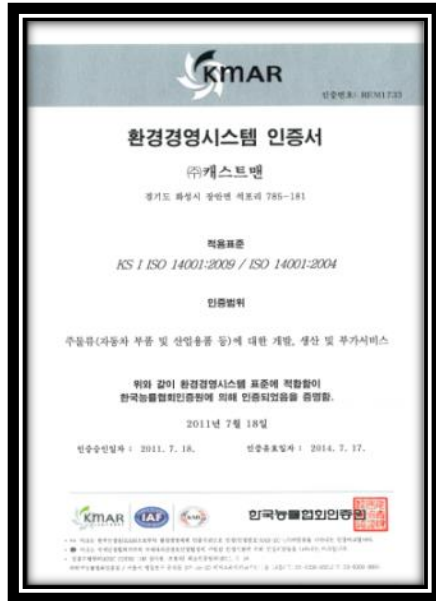 KMAR
인증번호: REM1733
환경경영시스템 인증서
㈜캐스트맨
경기도 화성시 장안면 석포리 786-181
적용표준
KS I ISO 14001:2009 / ISO 14001:2004
인증범위
주물류(자동차 부품 및 산업용품 등)에 대한 개발, 생산 및 부가서비스
위와 같이 환경경영시스템 표준에 적합함이
한국능률협회인증원에 의해 인증되었음을 증명함.
2011년 7월 18일
인증승인일자 : 2011. 7. 18. 인증유효일자 : 2014. 7. 17.
KMAR IAF KAB 한국능률협회인증원